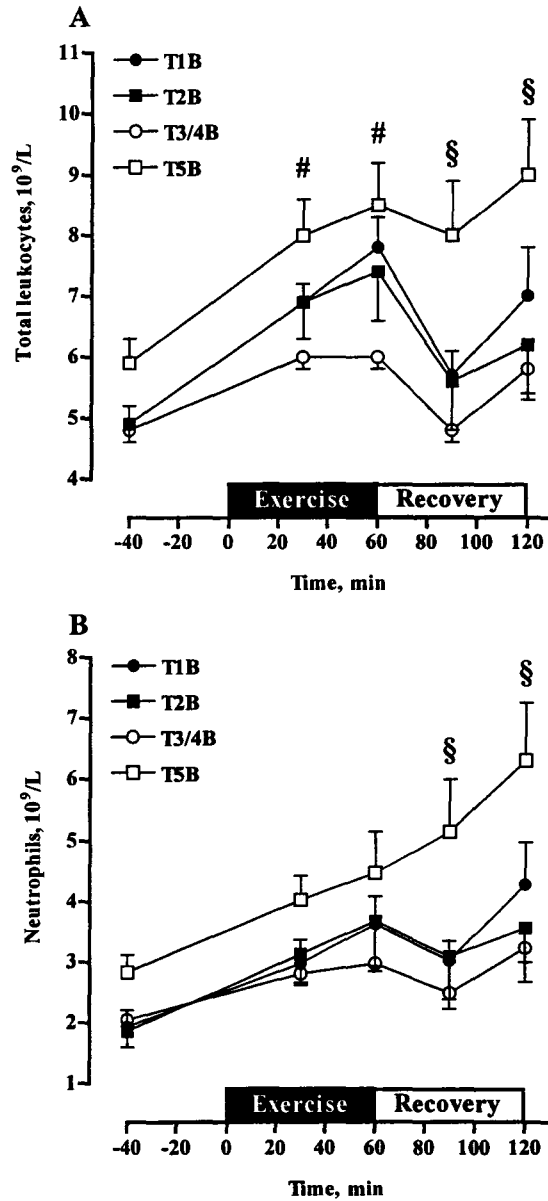 A
Total leukocytes, 10⁹/L
11
10
9
8
7
6
5
4
T1B
T2B
T3/4B
T5B
#
#
§
§
Exercise
Recovery
-40 -20 0 20 40 60 80 100 120
Time, min
B
Neutrophils, 10⁹/L
8
7
6
5
4
3
2
1
T1B
T2B
T3/4B
T5B
§
§
Exercise
Recovery
-40 -20 0 20 40 60 80 100 120
Time, min